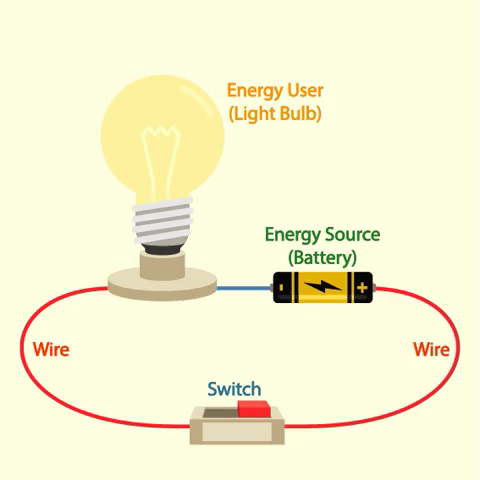 Energy User
(Light Bulb)
Energy Source
(Battery)
- +
Wire
Wire
Switch